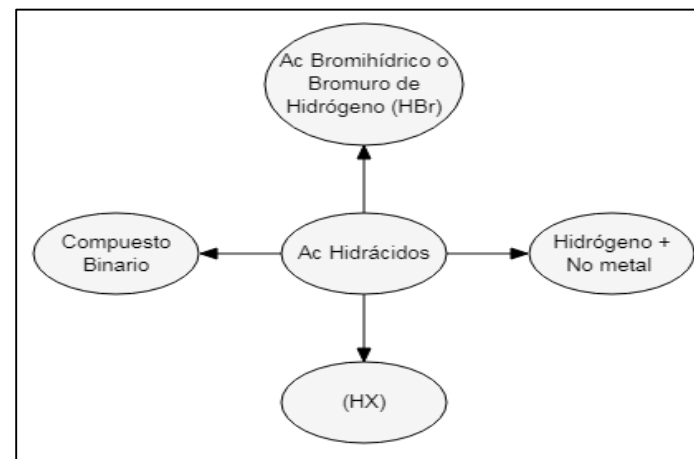 Ac Bromihídrico o
Bromuro de
Hidrógeno (HBr)
Compuesto
Binario
Ac Hidrácidos
Hidrógeno +
No metal
(HX)